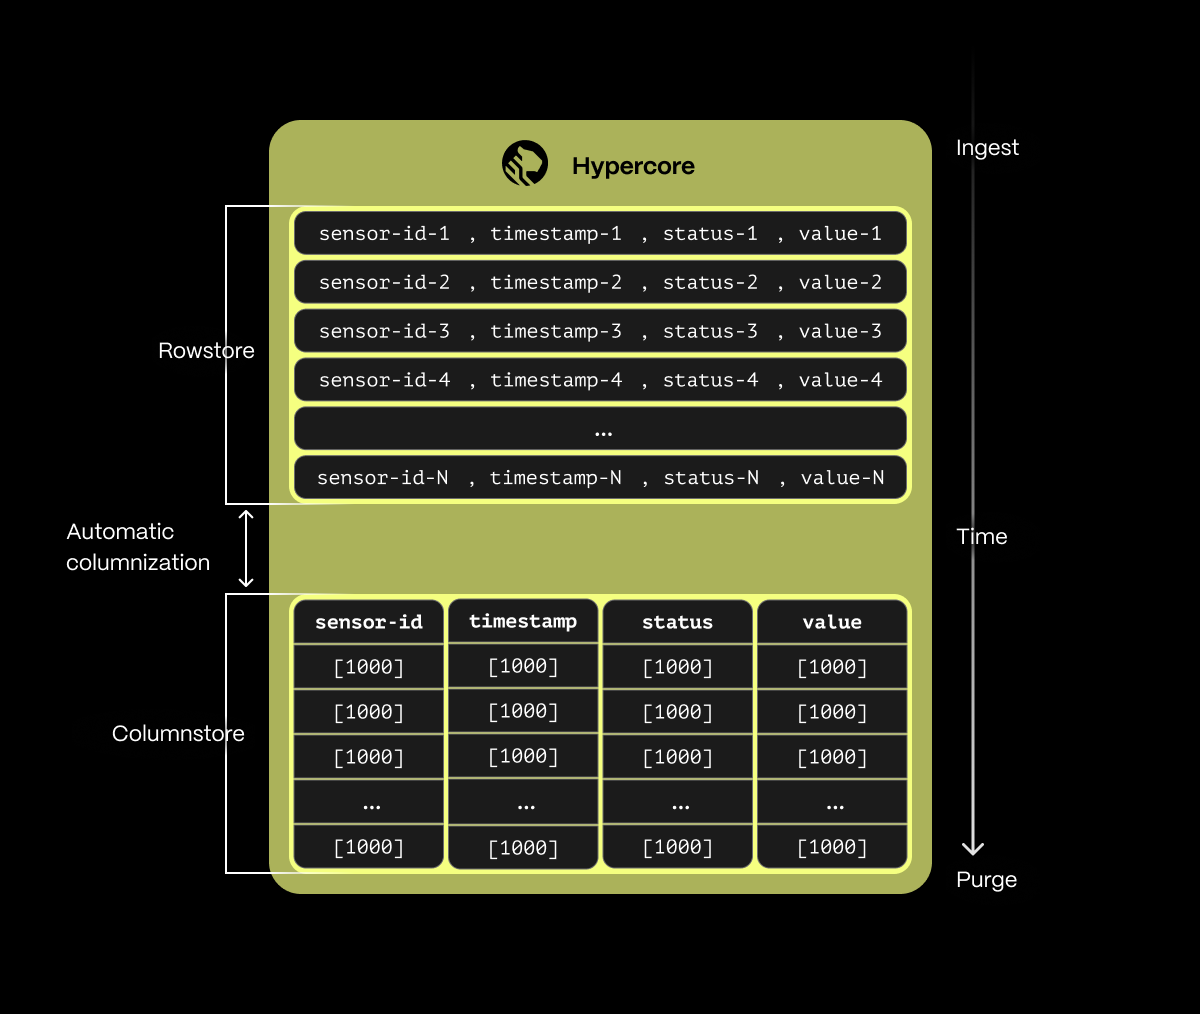 Hypercore
Ingest
sensor-id-1 , timestamp-1 , status-1 , value-1
sensor-id-2 , timestamp-2 , status-2 , value-2
sensor-id-3 , timestamp-3 , status-3 , value-3
Rowstore
sensor-id-4 , timestamp-4 , status-4 , value-4
...
sensor-id-N , timestamp-N , status-N , value-N
Automatic
columnization
Time
sensor-id timestamp status value
[1000] [1000] [1000] [1000]
[1000] [1000] [1000] [1000]
Columnstore
[1000] [1000] [1000] [1000]
... ... ... ...
[1000] [1000] [1000] [1000]
Purge